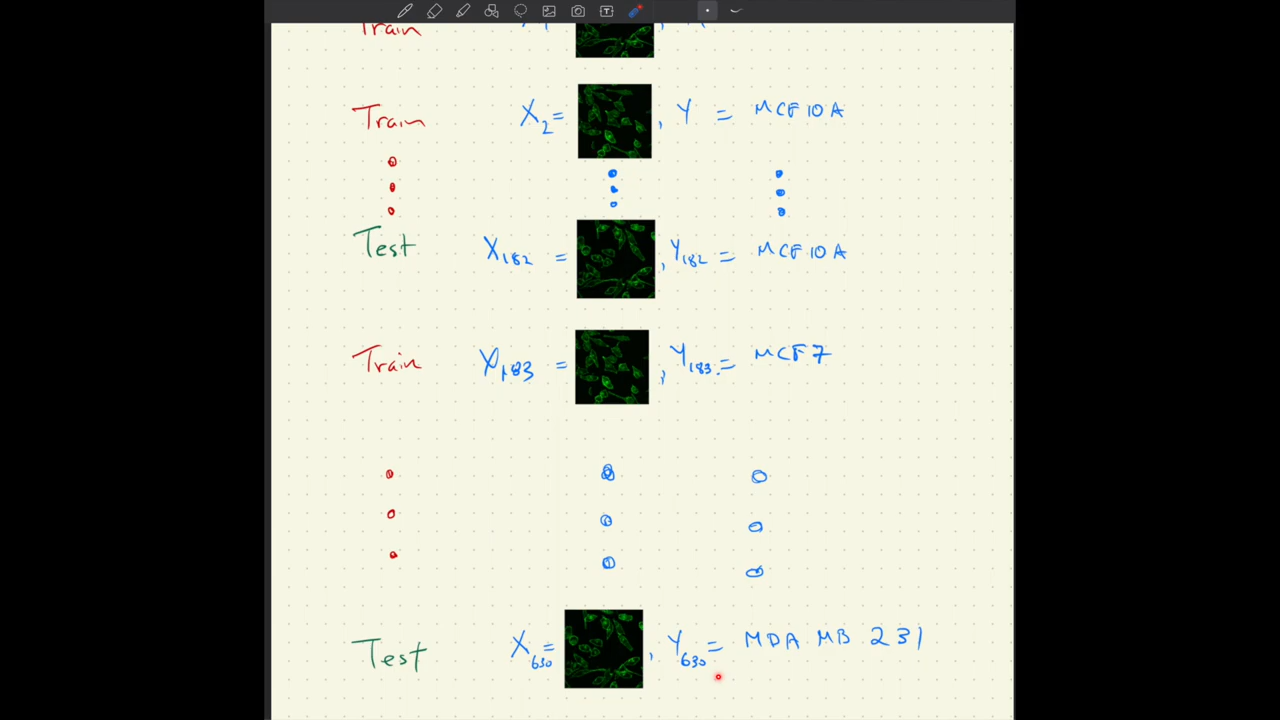 Train
Train X2 = , Y = MCF10A
Test X182 = , Y182 = MCF10A
Train X183 = , Y183. = MCF7
Test X630 = , Y630 = MDA MB 231